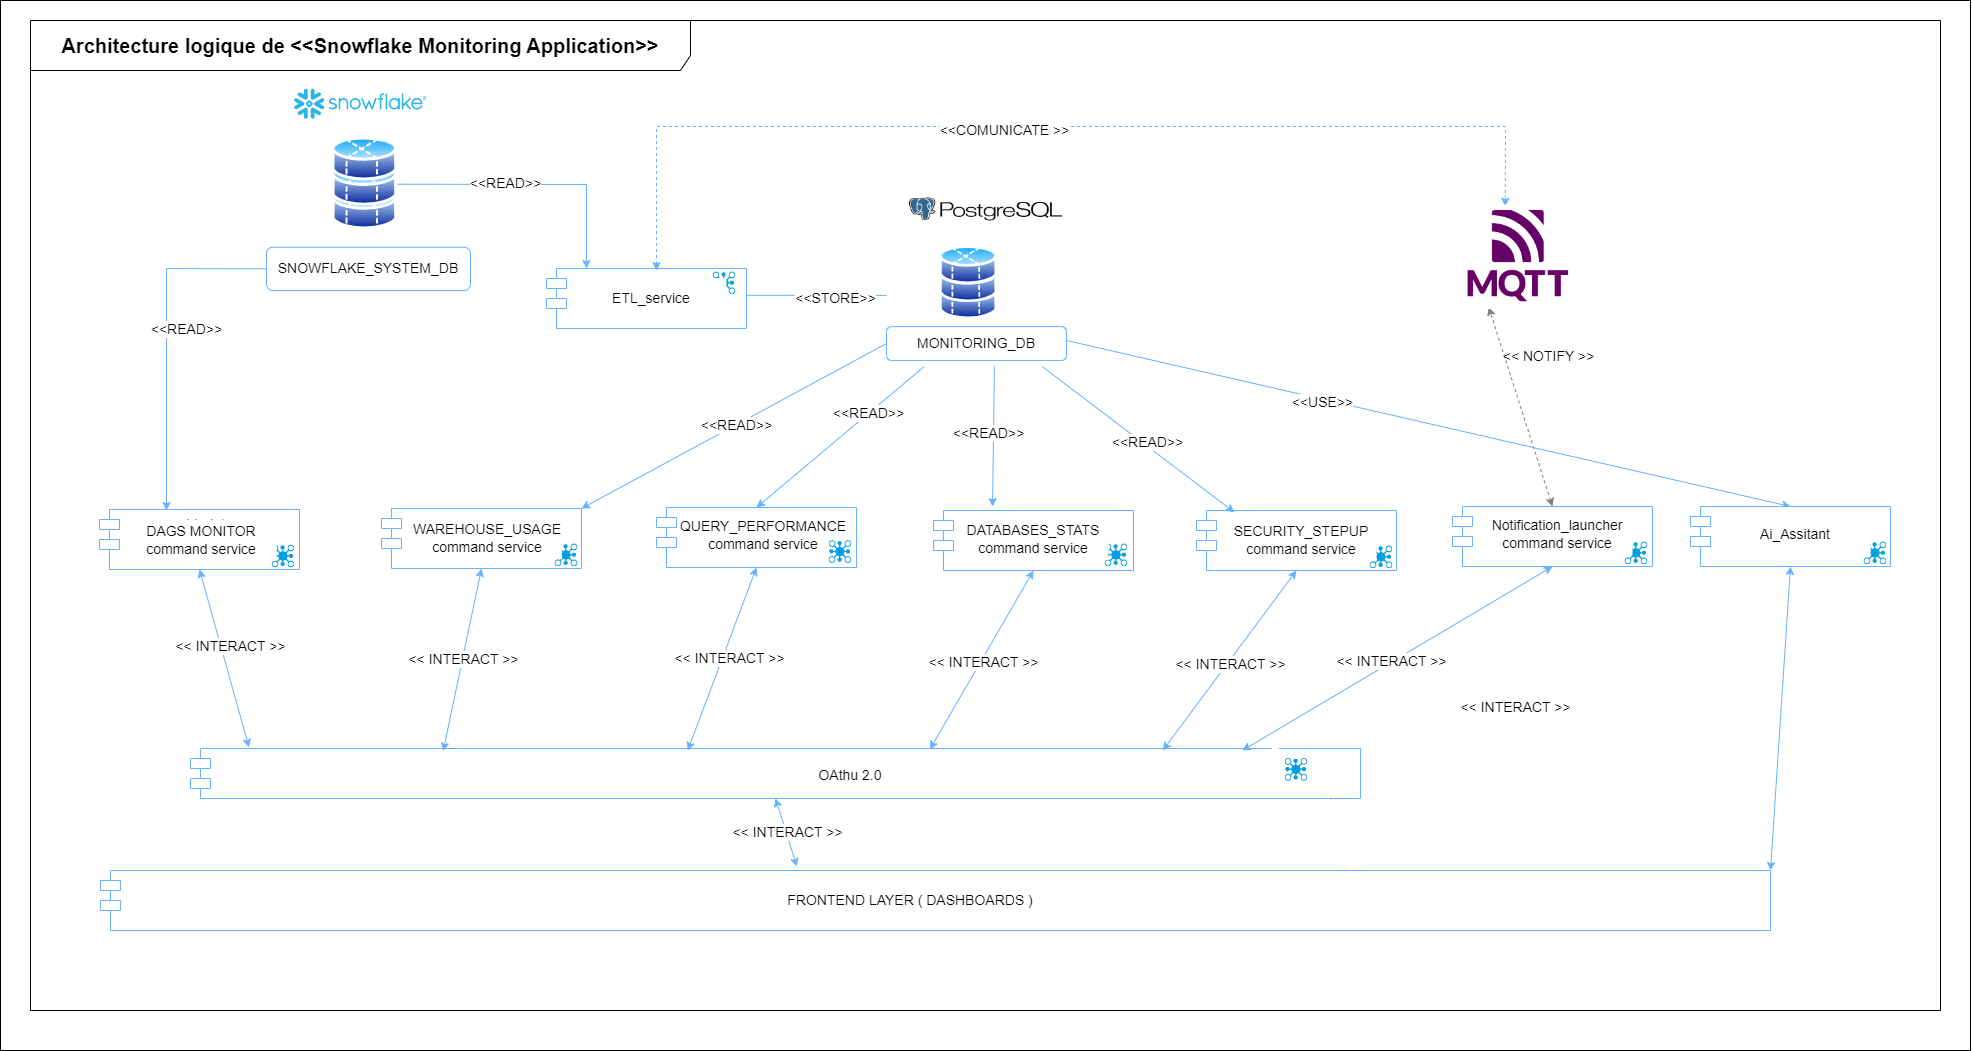 Architecture logique de <<Snowflake Monitoring Application>>
snowflake®
<<COMUNICATE >>
<<READ>>
PostgreSQL
SNOWFLAKE_SYSTEM_DB
ETL_service
<<STORE>>
MQTT
<<READ>>
MONITORING_DB
<< NOTIFY >>
<<USE>>
<<READ>>
<<READ>>
<<READ>>
<<READ>>
DAGS MONITOR
command service
WAREHOUSE_USAGE
command service
QUERY_PERFORMANCE
command service
DATABASES_STATS
command service
SECURITY_STEPUP
command service
Notification_launcher
command service
Ai_Assitant
<< INTERACT >>
<< INTERACT >>
<< INTERACT >>
<< INTERACT >>
<< INTERACT >>
<< INTERACT >>
<< INTERACT >>
OAthu 2.0
<< INTERACT >>
FRONTEND LAYER ( DASHBOARDS )